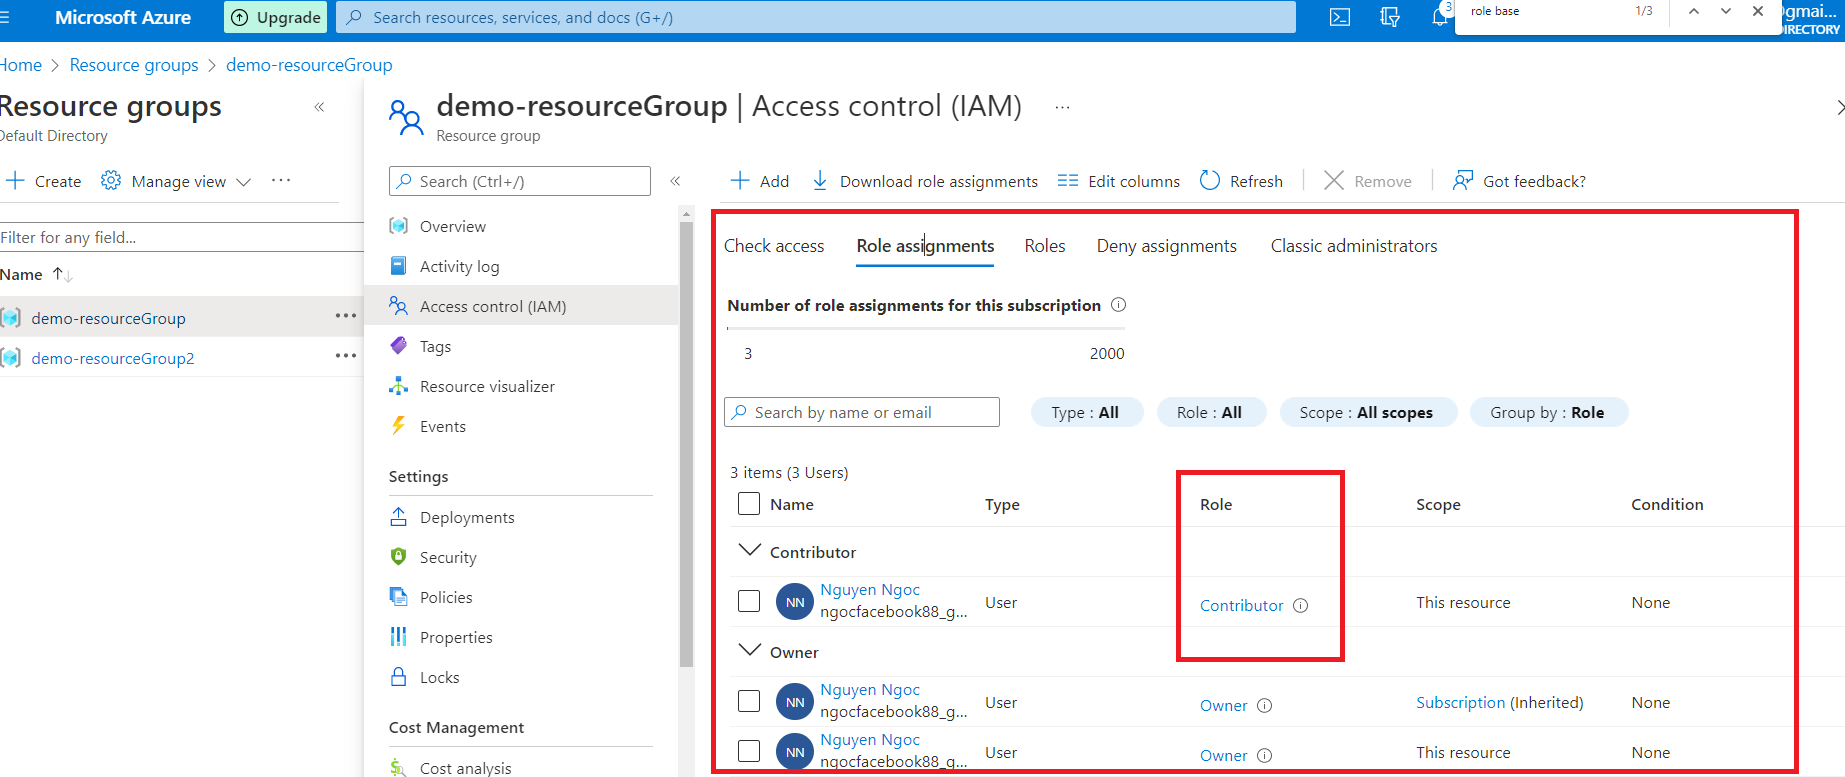 Microsoft Azure
Upgrade
Search resources, services, and docs (G+/)
3
role base
1/3
@gmai...
DIRECTORY
Home > Resource groups > demo-resourceGroup
Resource groups
Default Directory
Create
Manage view
...
Filter for any field...
Name
demo-resourceGroup
demo-resourceGroup2
demo-resourceGroup | Access control (IAM)
...
Resource group
Search (Ctrl+/)
Overview
Activity log
Access control (IAM)
Tags
Resource visualizer
Events
Settings
Deployments
Security
Policies
Properties
Locks
Cost Management
Cost analysis
Add
Download role assignments
Edit columns
Refresh
Remove
Got feedback?
Check access
Role assignments
Roles
Deny assignments
Classic administrators
Number of role assignments for this subscription
3
2000
Search by name or email
Type : All
Role : All
Scope : All scopes
Group by : Role
3 items (3 Users)
Name
Type
Role
Scope
Condition
Contributor
NN
Nguyen Ngoc
ngocfacebook88_g...
User
Contributor
This resource
None
Owner
NN
Nguyen Ngoc
ngocfacebook88_g...
User
Owner
Subscription (Inherited)
None
NN
Nguyen Ngoc
ngocfacebook88_g...
User
Owner
This resource
None